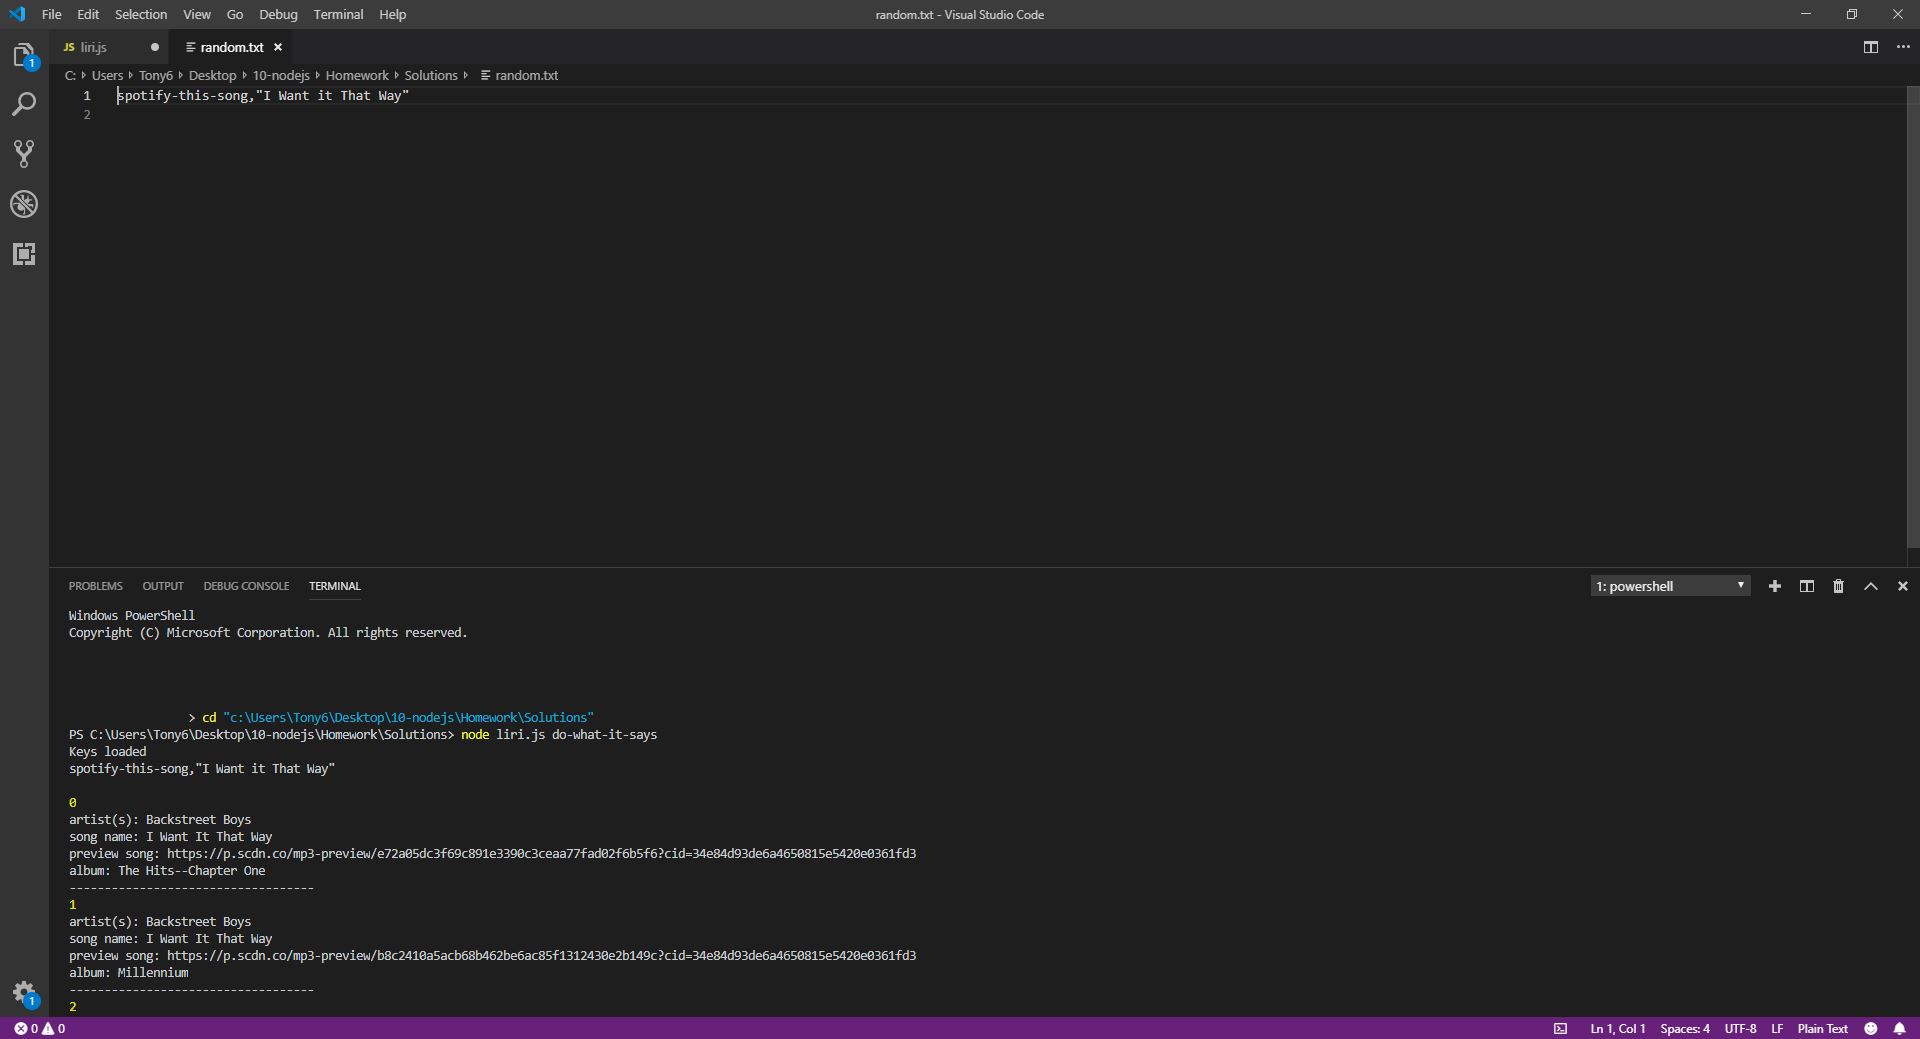 File Edit Selection View Go Debug Terminal Help
random.txt - Visual Studio Code
JS liri.js
random.txt
C: Users Tony6 Desktop 10-nodejs Homework Solutions random.txt
1 spotify-this-song,"I Want it That Way"
2
1
PROBLEMS OUTPUT DEBUG CONSOLE TERMINAL
1: powershell
Windows PowerShell
Copyright (C) Microsoft Corporation. All rights reserved.
> cd "c:\Users\Tony6\Desktop\10-nodejs\Homework\Solutions"
PS C:\Users\Tony6\Desktop\10-nodejs\Homework\Solutions> node liri.js do-what-it-says
Keys loaded
spotify-this-song,"I Want it That Way"
0
artist(s): Backstreet Boys
song name: I Want It That Way
preview song: https://p.scdn.co/mp3-preview/e72a05dc3f69c891e3390c3ceaa77fad02f6b5f6?cid=34e84d93de6a4650815e5420e0361fd3
album: The Hits--Chapter One
-----------------------------------
1
artist(s): Backstreet Boys
song name: I Want It That Way
preview song: https://p.scdn.co/mp3-preview/b8c2410a5acb68b462be6ac85f1312430e2b149c?cid=34e84d93de6a4650815e5420e0361fd3
album: Millennium
-----------------------------------
2
1
0 0
Ln 1, Col 1 Spaces: 4 UTF-8 LF Plain Text